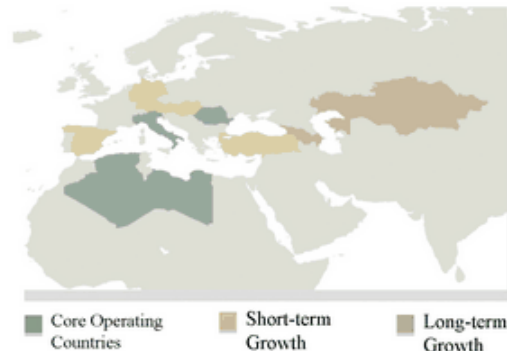 Core Operating
Countries
Short-term
Growth
Long-term
Growth